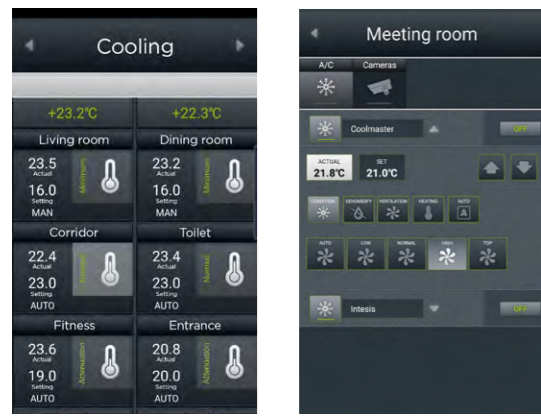 Cooling
+23.2°C
+22.3°C
Living room
Dining room
23.5
Actual
16.0
Setting
MAN
Minimum
23.2
Actual
16.0
Setting
MAN
Minimum
Corridor
Toilet
22.4
Actual
23.0
Setting
AUTO
23.4
Actual
23.0
Setting
AUTO
Normal
Fitness
Entrance
23.6
Actual
19.0
Setting
AUTO
Attenuation
20.8
Actual
20.0
Setting
AUTO
Attenuation
Meeting room
A/C
Cameras
Coolmaster
OFF
ACTUAL
21.8°C
SET
21.0°C
CONDITION
DEHUMIDIFY
VENTILATION
HEATING
AUTO
A
AUTO
LOW
NORMAL
HIGH
TOP
Intesis
OFF